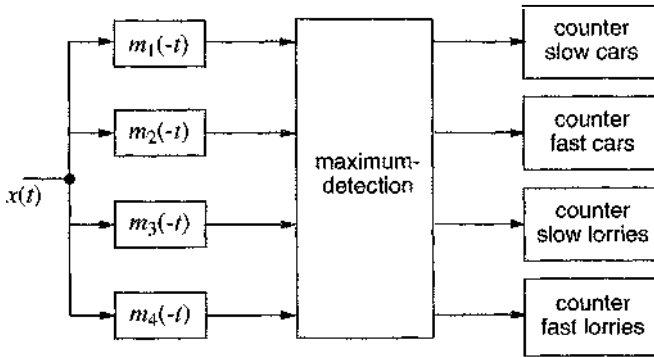 m₁(-t)
counter
slow cars
m₂(-t)
counter
fast cars
maximum-
detection
x(t)
m₃(-t)
counter
slow lorries
m₄(-t)
counter
fast lorries